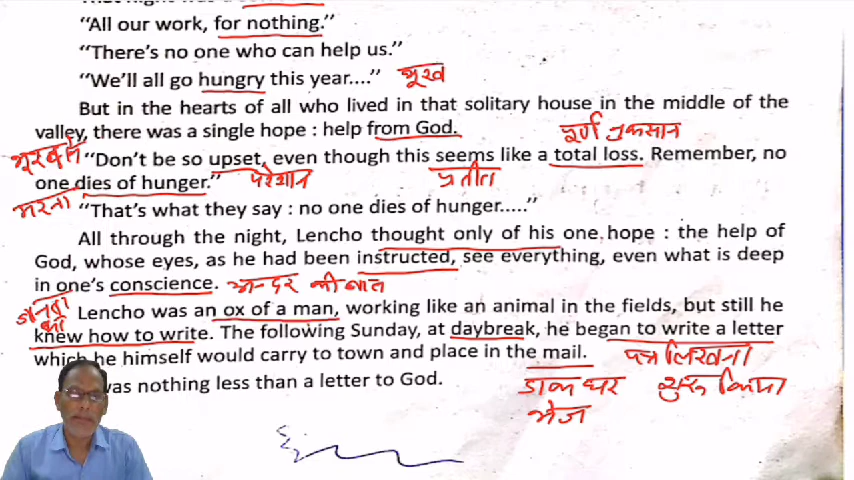 "All our work, for nothing."
"There's no one who can help us."
"We'll all go hungry this year...." भूख
But in the hearts of all who lived in that solitary house in the middle of the
valley, there was a single hope : help from God. पूर्ण नुकसान
"Don't be so upset, even though this seems like a total loss. Remember, no
one dies of hunger." परेशान प्रतीत
मरना "That's what they say : no one dies of hunger....."
All through the night, Lencho thought only of his one hope : the help of
God, whose eyes, as he had been instructed, see everything, even what is deep
in one's conscience. अन्दर की बात
Lencho was an ox of a man, working like an animal in the fields, but still he
knew how to write. The following Sunday, at daybreak, he began to write a letter
which he himself would carry to town and place in the mail. पत्र लिखना
was nothing less than a letter to God. डाक घर शुरू किया
भेज